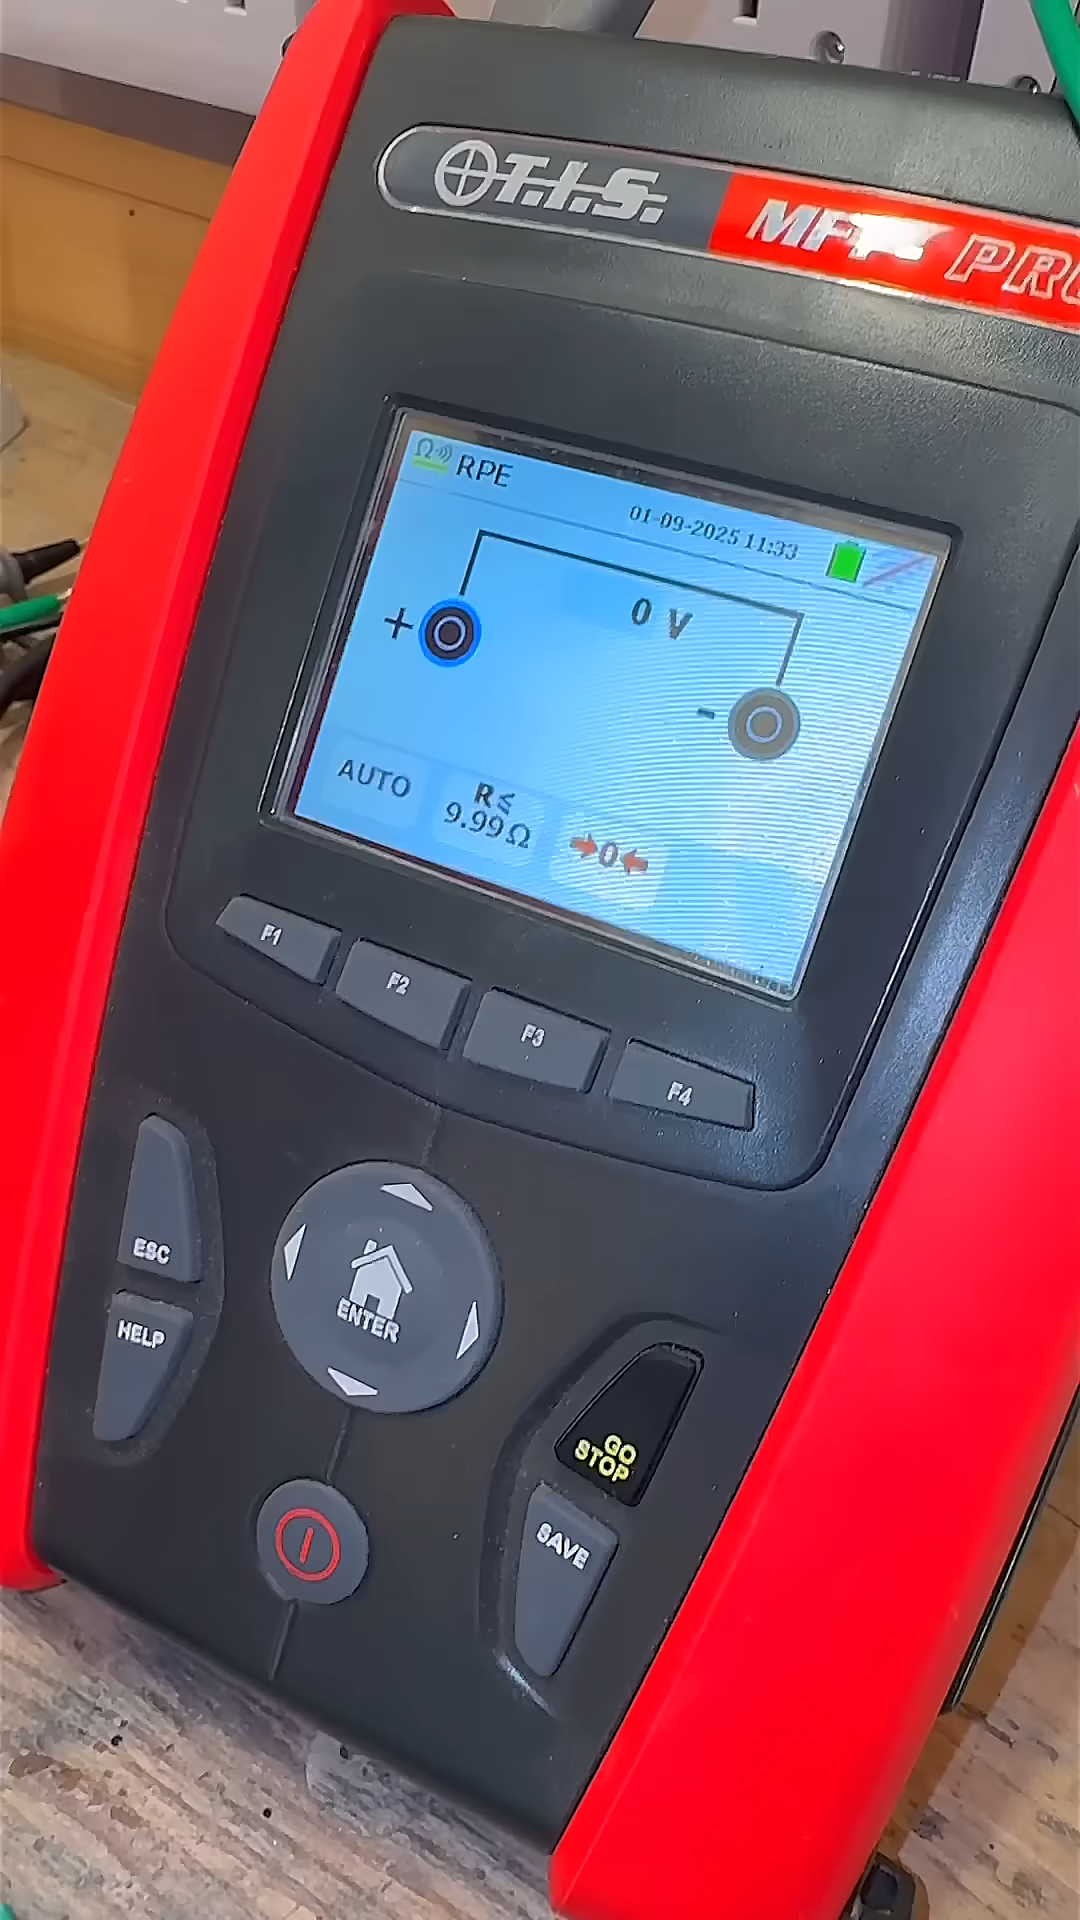 T.I.S.
PRO
RPE
01-09-2025 11:33
+
0 V
-
AUTO
R≤
9.99Ω
→0←
F1
F2
F3
F4
ESC
HELP
ENTER
GO
STOP
SAVE